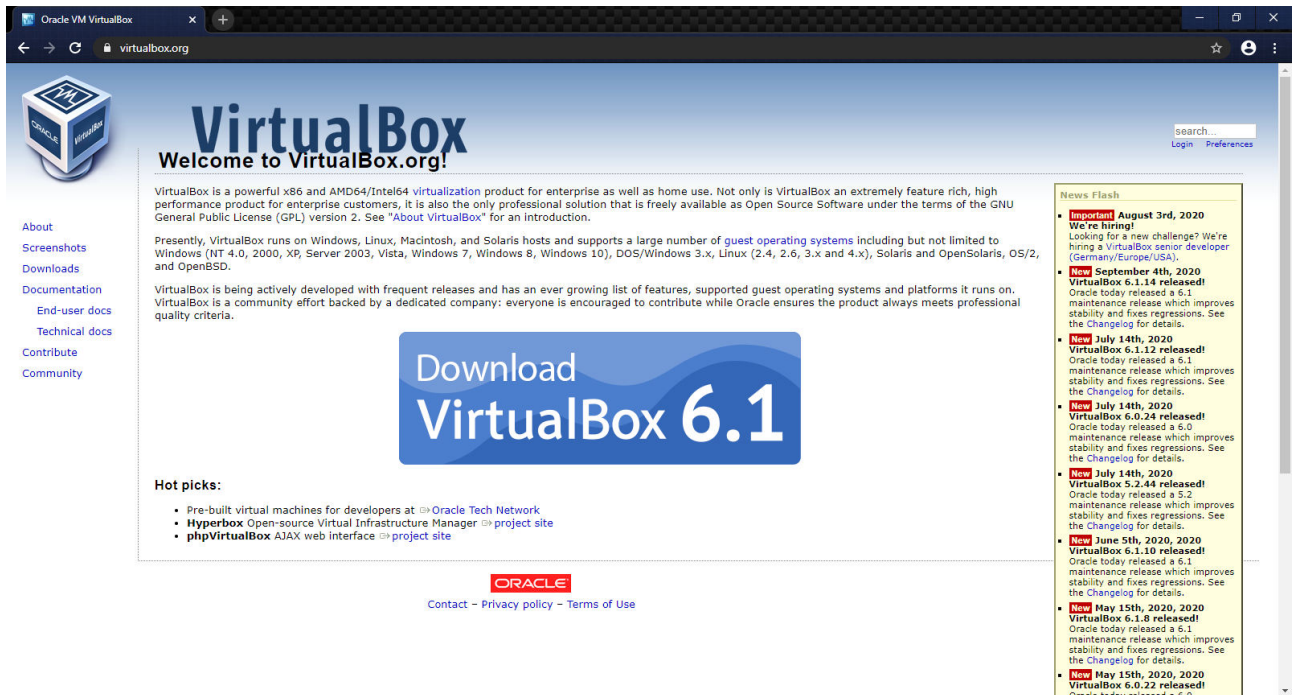 Oracle VM VirtualBox
virtualbox.org
ORACLE
VirtualBox
VirtualBox
search...
Login Preferences
Welcome to VirtualBox.org!
About
Screenshots
Downloads
Documentation
End-user docs
Technical docs
Contribute
Community
VirtualBox is a powerful x86 and AMD64/Intel64 virtualization product for enterprise as well as home use. Not only is VirtualBox an extremely feature rich, high
performance product for enterprise customers, it is also the only professional solution that is freely available as Open Source Software under the terms of the GNU
General Public License (GPL) version 2. See "About VirtualBox" for an introduction.
Presently, VirtualBox runs on Windows, Linux, Macintosh, and Solaris hosts and supports a large number of guest operating systems including but not limited to
Windows (NT 4.0, 2000, XP, Server 2003, Vista, Windows 7, Windows 8, Windows 10), DOS/Windows 3.x, Linux (2.4, 2.6, 3.x and 4.x), Solaris and OpenSolaris, OS/2,
and OpenBSD.
VirtualBox is being actively developed with frequent releases and has an ever growing list of features, supported guest operating systems and platforms it runs on.
VirtualBox is a community effort backed by a dedicated company: everyone is encouraged to contribute while Oracle ensures the product always meets professional
quality criteria.
Download
VirtualBox 6.1
Hot picks:
Pre-built virtual machines for developers at Oracle Tech Network
Hyperbox Open-source Virtual Infrastructure Manager project site
phpVirtualBox AJAX web interface project site
ORACLE
Contact – Privacy policy – Terms of Use
News Flash
Important August 3rd, 2020
We're hiring!
Looking for a new challenge? We're
hiring a VirtualBox senior developer
(Germany/Europe/USA).
New September 4th, 2020
VirtualBox 6.1.14 released!
Oracle today released a 6.1
maintenance release which improves
stability and fixes regressions. See
the Changelog for details.
New July 14th, 2020
VirtualBox 6.1.12 released!
Oracle today released a 6.1
maintenance release which improves
stability and fixes regressions. See
the Changelog for details.
New July 14th, 2020
VirtualBox 6.0.24 released!
Oracle today released a 6.0
maintenance release which improves
stability and fixes regressions. See
the Changelog for details.
New July 14th, 2020
VirtualBox 5.2.44 released!
Oracle today released a 5.2
maintenance release which improves
stability and fixes regressions. See
the Changelog for details.
New June 5th, 2020, 2020
VirtualBox 6.1.10 released!
Oracle today released a 6.1
maintenance release which improves
stability and fixes regressions. See
the Changelog for details.
New May 15th, 2020, 2020
VirtualBox 6.1.8 released!
Oracle today released a 6.1
maintenance release which improves
stability and fixes regressions. See
the Changelog for details.
New May 15th, 2020, 2020
VirtualBox 6.0.22 released!